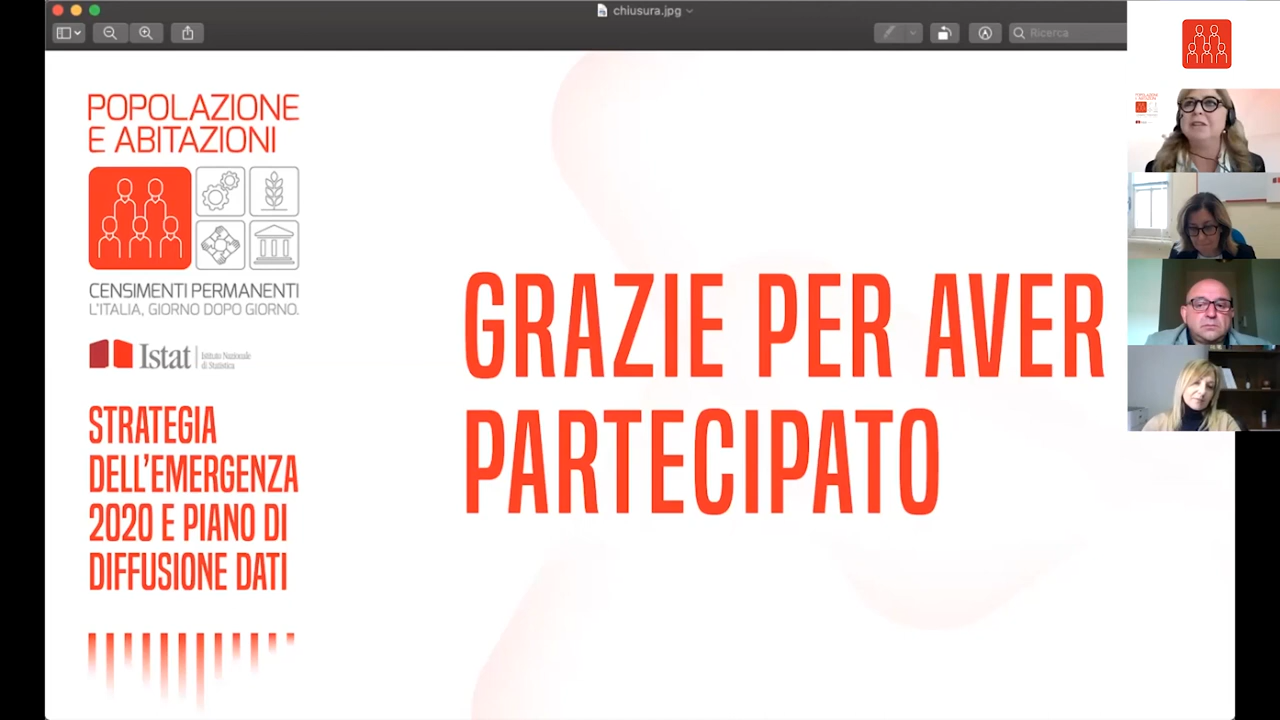 chiusura.jpg
Ricerca
POPOLAZIONE
E ABITAZIONI
CENSIMENTI PERMANENTI
L'ITALIA, GIORNO DOPO GIORNO.
Istat Istituto Nazionale
di Statistica
STRATEGIA
DELL'EMERGENZA
2020 E PIANO DI
DIFFUSIONE DATI
GRAZIE PER AVER
PARTECIPATO